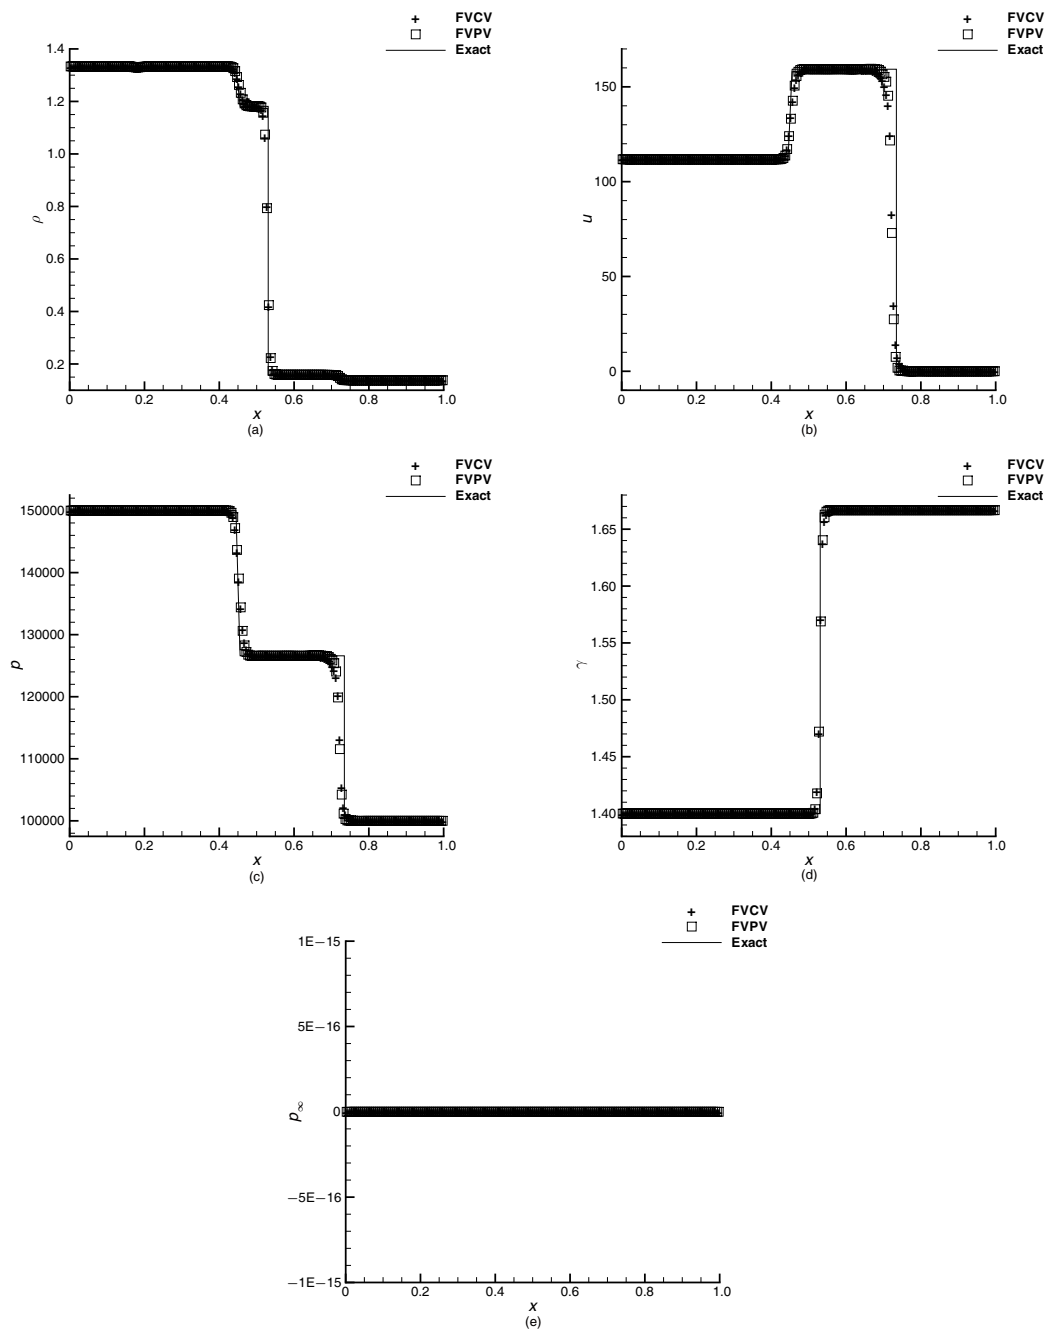 FVCV
FVPV
Exact
1.4
1.2
1.0
0.8
0.6
0.4
0.2
ρ
0 0.2 0.4 0.6 0.8 1.0
x
(a)
FVCV
FVPV
Exact
150
100
50
0
u
0 0.2 0.4 0.6 0.8 1.0
x
(b)
FVCV
FVPV
Exact
150000
140000
130000
120000
110000
100000
p
0 0.2 0.4 0.6 0.8 1.0
x
(c)
FVCV
FVPV
Exact
1.65
1.60
1.55
1.50
1.45
1.40
γ
0 0.2 0.4 0.6 0.8 1.0
x
(d)
FVCV
FVPV
Exact
1E−15
5E−16
0
−5E−16
−1E−15
p∞
0 0.2 0.4 0.6 0.8 1.0
x
(e)